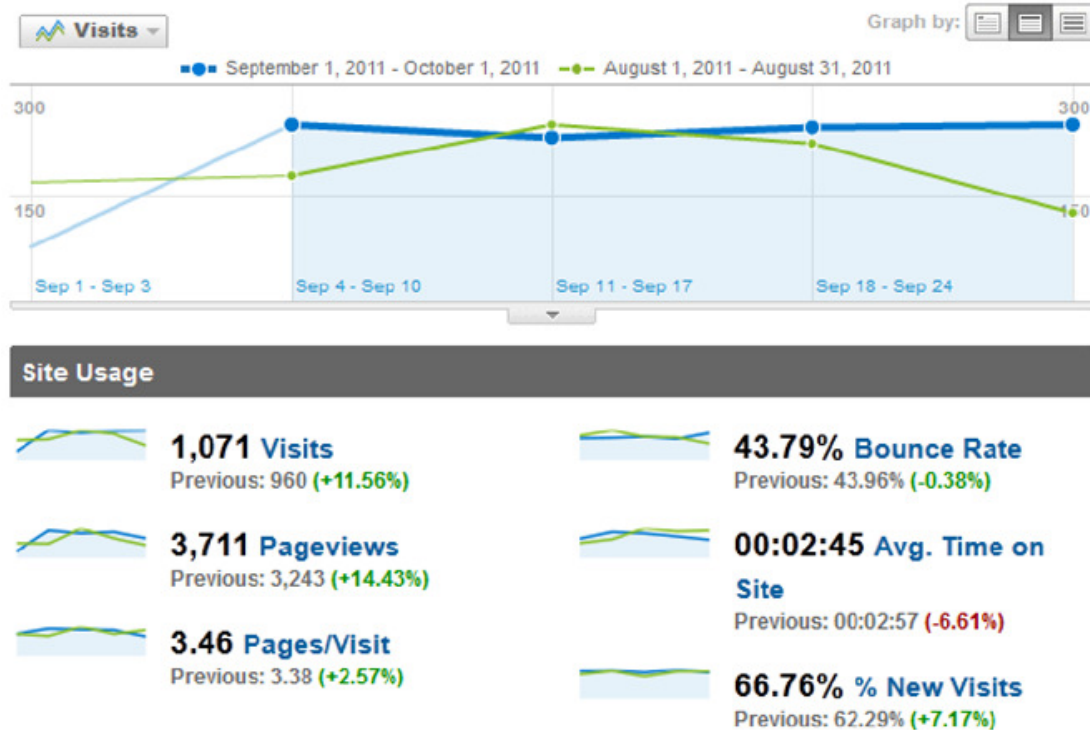 Visits
Graph by:
September 1, 2011 - October 1, 2011
August 1, 2011 - August 31, 2011
300
300
150
150
Sep 1 - Sep 3
Sep 4 - Sep 10
Sep 11 - Sep 17
Sep 18 - Sep 24
Site Usage
1,071 Visits
Previous: 960 (+11.56%)
3,711 Pageviews
Previous: 3,243 (+14.43%)
3.46 Pages/Visit
Previous: 3.38 (+2.57%)
43.79% Bounce Rate
Previous: 43.96% (-0.38%)
00:02:45 Avg. Time on
Site
Previous: 00:02:57 (-6.61%)
66.76% % New Visits
Previous: 62.29% (+7.17%)